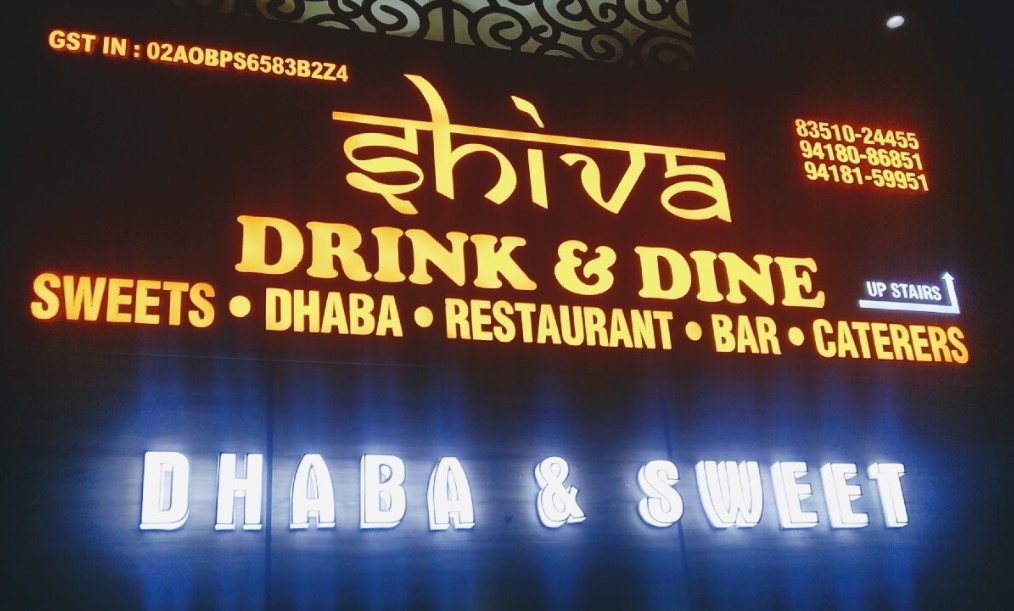 GST IN : 02AOBPS6583B2Z4
shiva
83510-24455
94180-86851
94181-59951
DRINK & DINE
UP STAIRS
SWEETS • DHABA • RESTAURANT • BAR • CATERERS
DHABA & SWEET